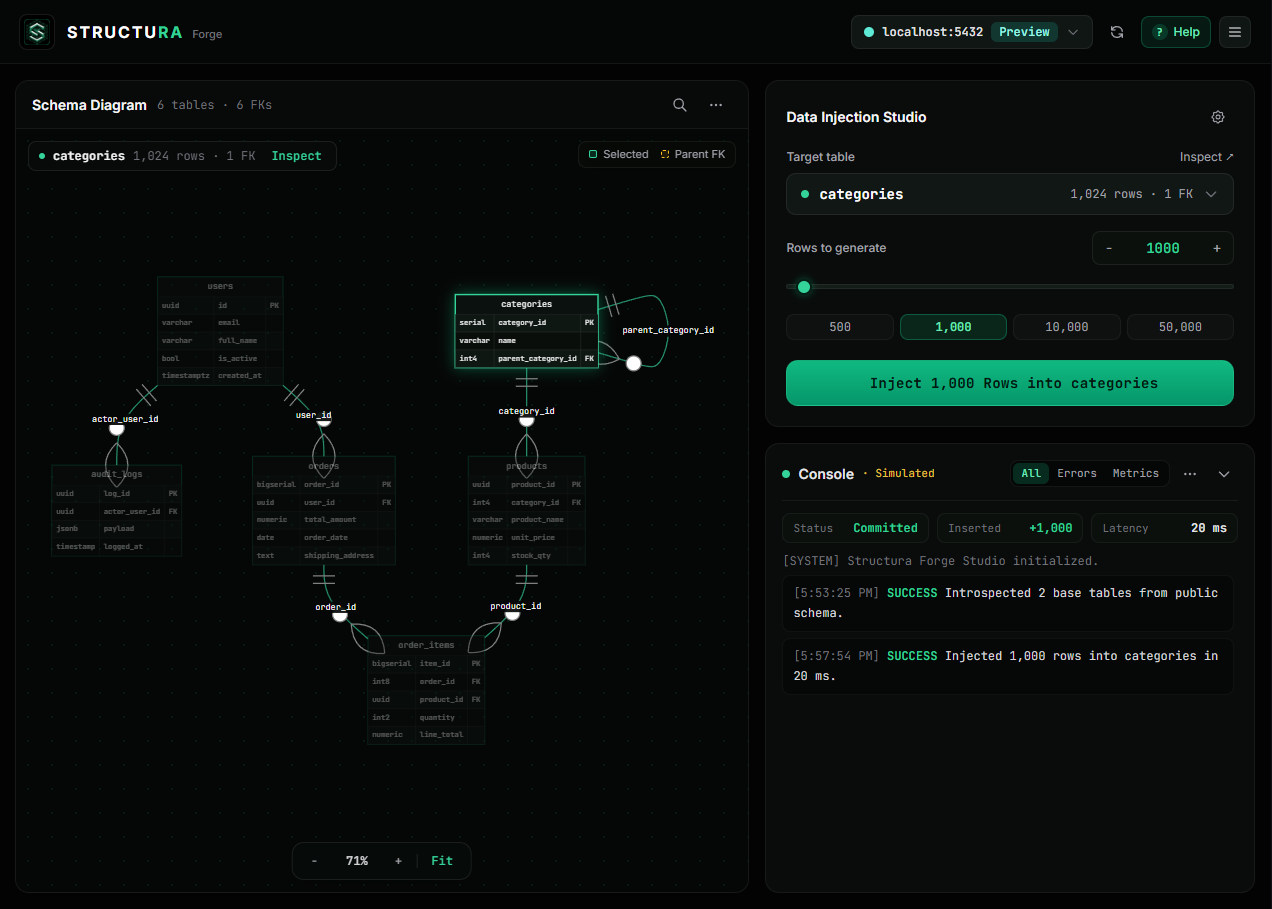 STRUCTURA Forge
localhost:5432 Preview
? Help
Schema Diagram 6 tables · 6 FKs
categories 1,024 rows · 1 FK Inspect
Selected Parent FK
users
uuid id PK
varchar email
varchar full_name
bool is_active
timestamptz created_at
categories
serial category_id PK
varchar name
int4 parent_category_id FK
parent_category_id
actor_user_id
user_id
category_id
audit_logs
uuid log_id PK
uuid actor_user_id FK
jsonb payload
timestamp logged_at
orders
bigserial order_id PK
uuid user_id FK
numeric total_amount
date order_date
text shipping_address
products
uuid product_id PK
int4 category_id FK
varchar product_name
numeric unit_price
int4 stock_qty
order_id
product_id
order_items
bigserial item_id PK
int8 order_id FK
uuid product_id FK
int2 quantity
numeric line_total
- 71% + Fit
Data Injection Studio
Target table Inspect ↗
categories 1,024 rows · 1 FK
Rows to generate - 1000 +
500 1,000 10,000 50,000
Inject 1,000 Rows into categories
Console · Simulated All Errors Metrics
Status Committed Inserted +1,000 Latency 20 ms
[SYSTEM] Structura Forge Studio initialized.
[5:53:25 PM] SUCCESS Introspected 2 base tables from public
schema.
[5:57:54 PM] SUCCESS Injected 1,000 rows into categories in
20 ms.